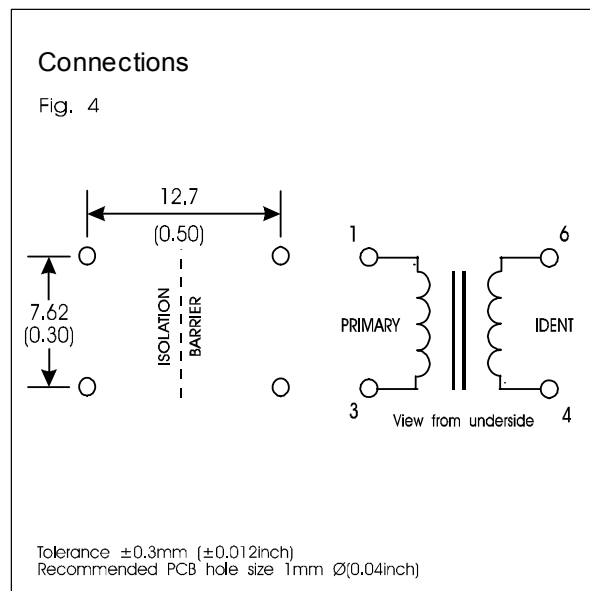 Connections
Fig. 4
12.7
(0.50)
7.62
(0.30)
ISOLATION
BARRIER
1
6
PRIMARY
IDENT
3
4
View from underside
Tolerance ±0.3mm (±0.012inch)
Recommended PCB hole size 1mm Ø(0.04inch)